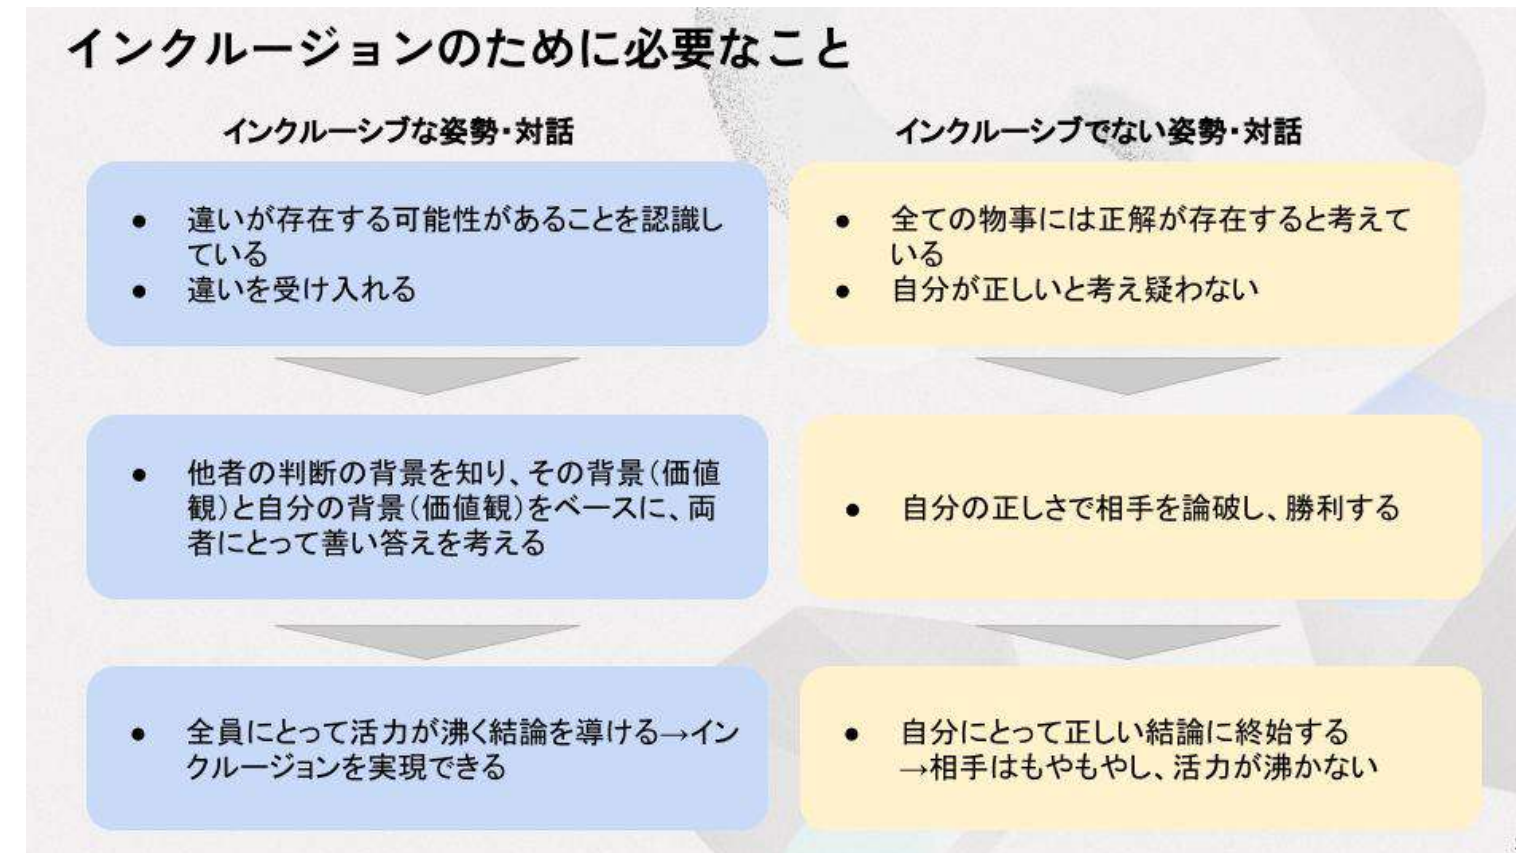 インクルージョンのために必要なこと
インクルーシブな姿勢・対話
● 違いが存在する可能性があることを認識し
ている
● 違いを受け入れる
● 他者の判断の背景を知り、その背景(価値
観)と自分の背景(価値観)をベースに、両
者にとって善い答えを考える
● 全員にとって活力が沸く結論を導ける→イン
クルージョンを実現できる
インクルーシブでない姿勢・対話
● 全ての物事には正解が存在すると考えて
いる
● 自分が正しいと考え疑わない
● 自分の正しさで相手を論破し、勝利する
● 自分にとって正しい結論に終始する
→相手はもやもやし、活力が沸かない